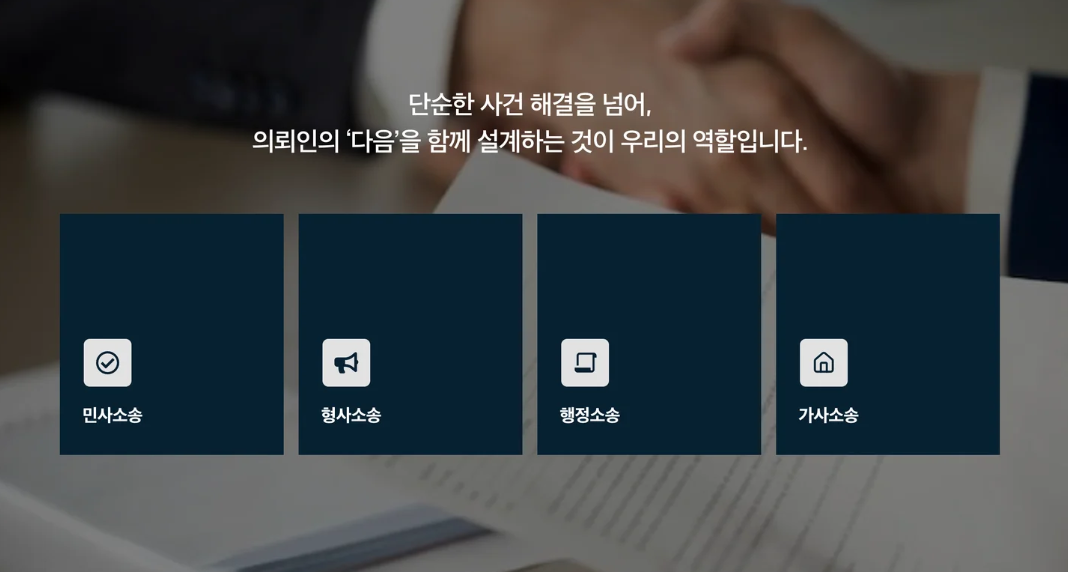 단순한 사건 해결을 넘어,
의뢰인의 ‘다음’을 함께 설계하는 것이 우리의 역할입니다.
민사소송
형사소송
행정소송
가사소송